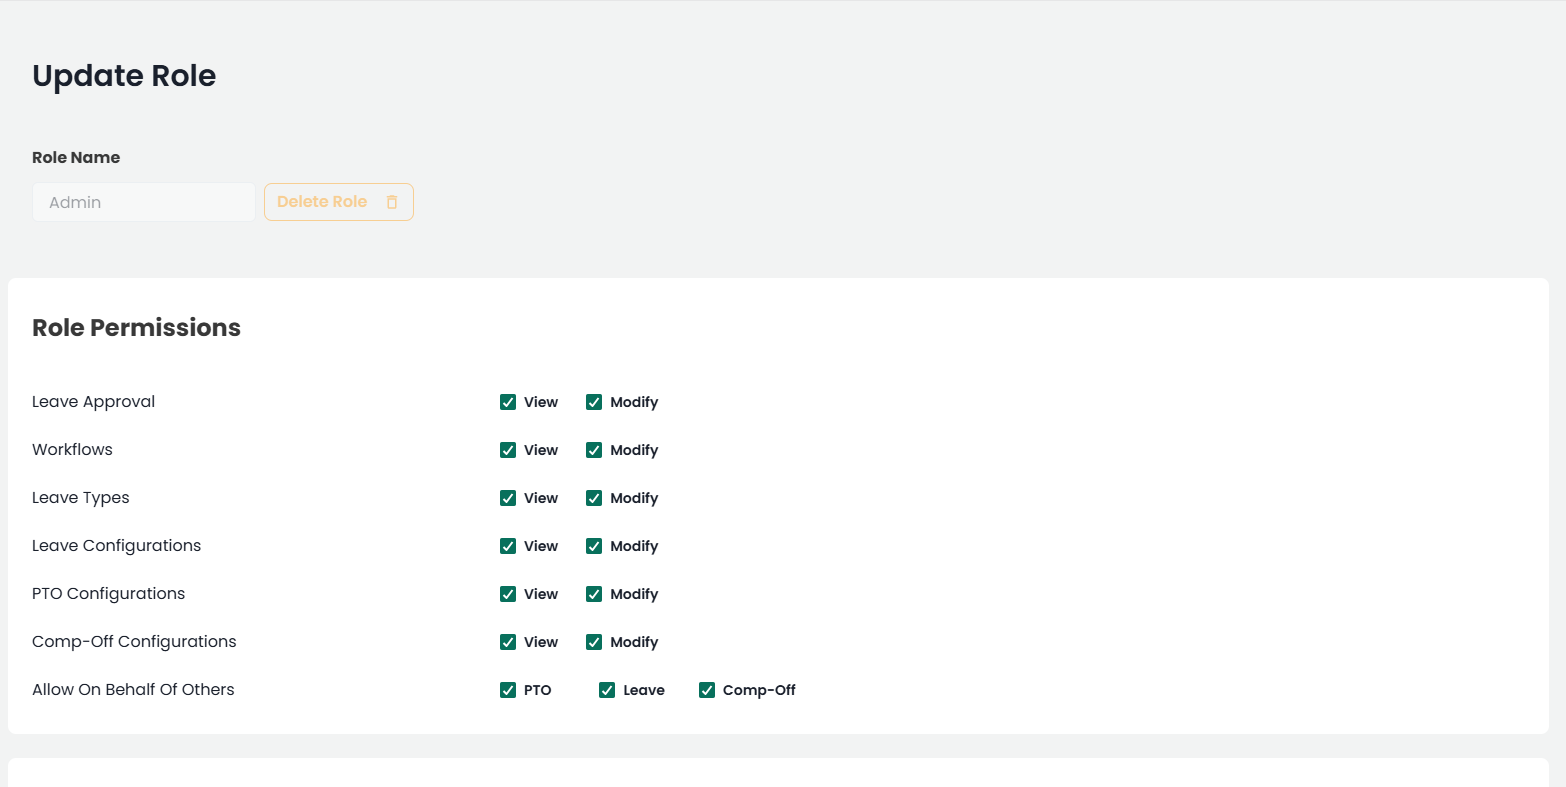 Update Role
Role Name
Admin
Delete Role
Role Permissions
Leave Approval View Modify
Workflows View Modify
Leave Types View Modify
Leave Configurations View Modify
PTO Configurations View Modify
Comp-Off Configurations View Modify
Allow On Behalf Of Others PTO Leave Comp-Off